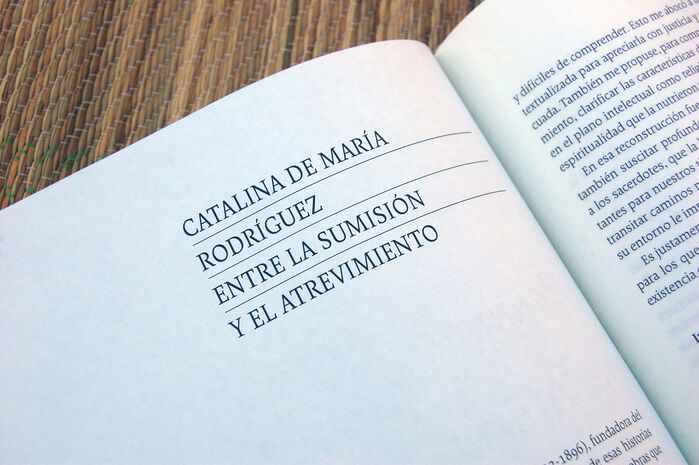 CATALINA DE MARÍA
RODRÍGUEZ
ENTRE LA SUMISIÓN
Y EL ATREVIMIENTO
-1896), fundadora del
de esas historias
que
y difíciles de comprender. Esto me abocó a
textualizada para apreciarla con justicia
cuada. También me propuse, para
miento, clarificar las características
en el plano intelectual como
espiritualidad que la nutrieron
En esa reconstrucción
también suscitar
a los sacerdotes, que
tantes para nuestros
transitar caminos
su entorno le
Es justamen
para los que
existencia